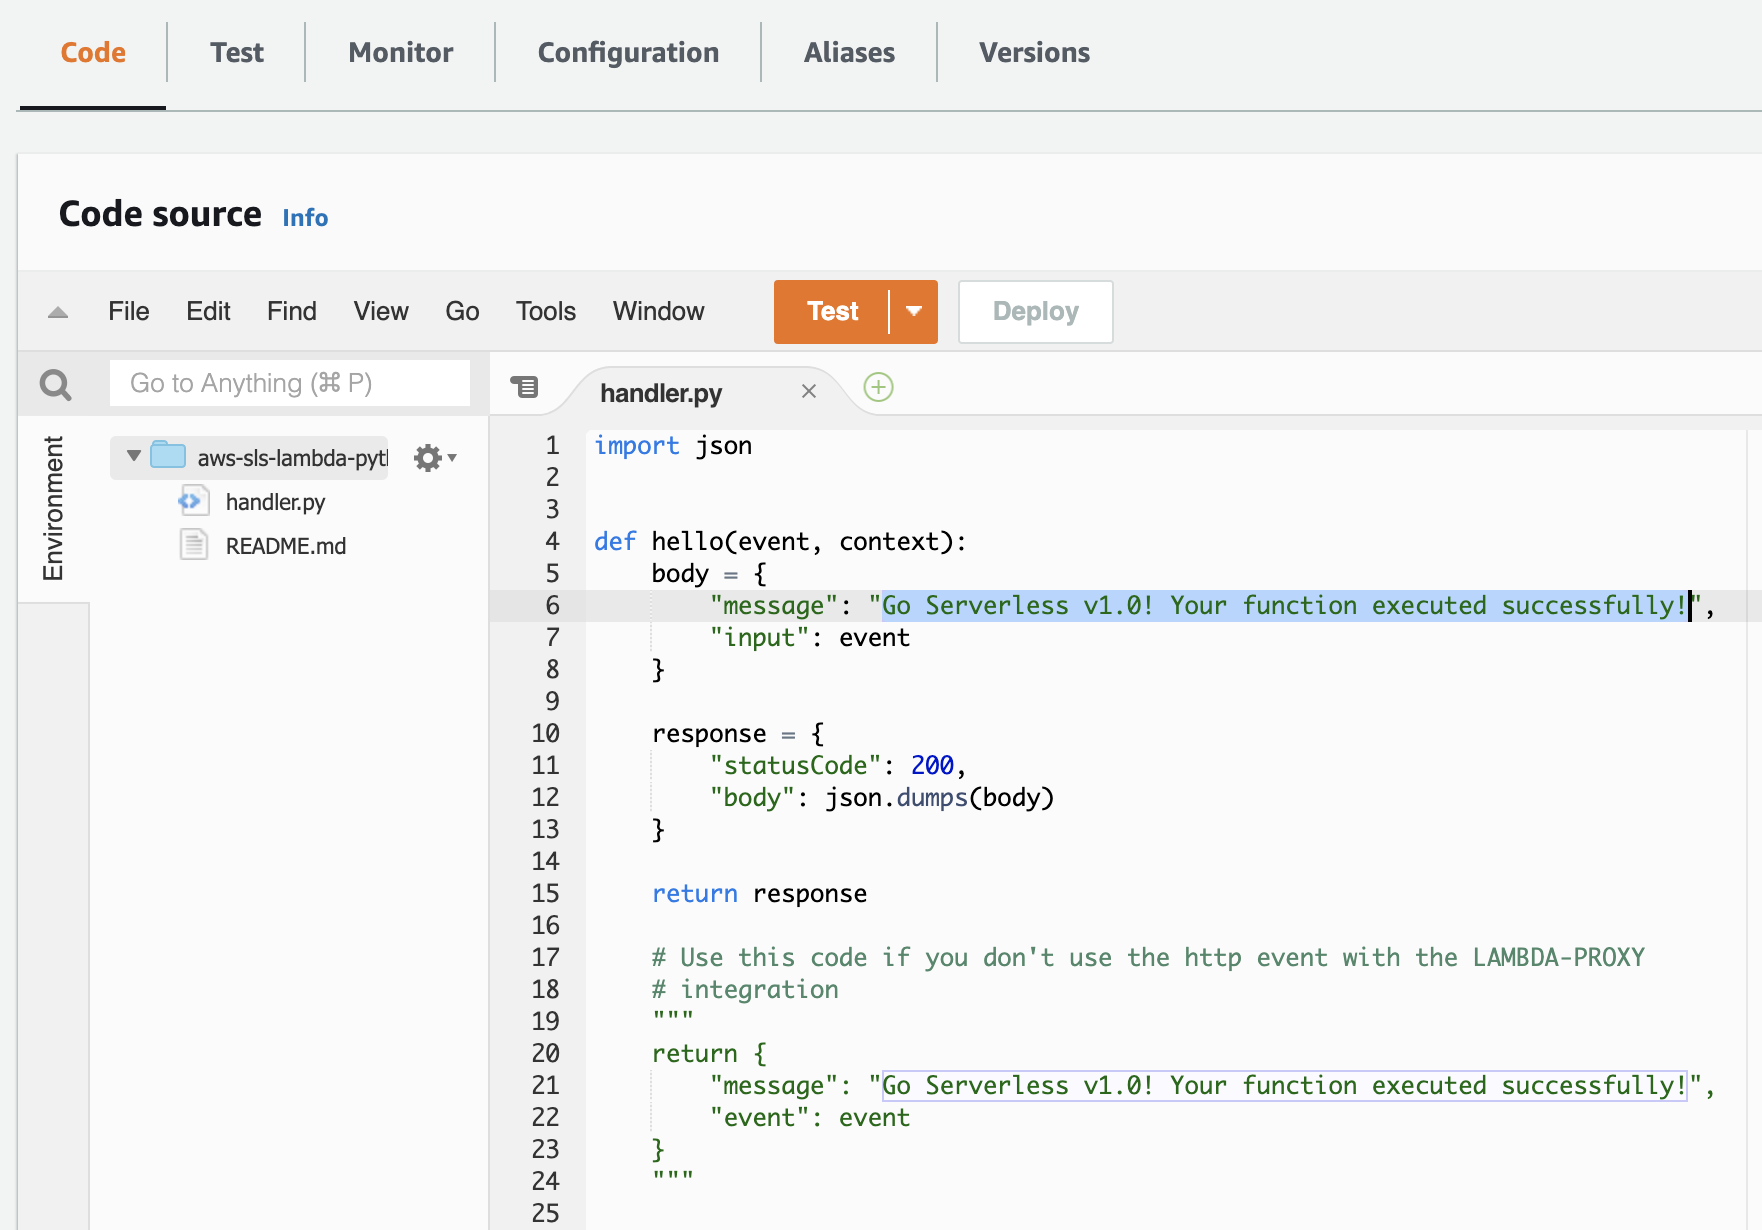 Code Test Monitor Configuration Aliases Versions
Code source Info
File Edit Find View Go Tools Window Test Deploy
Go to Anything (⌘ P)
Environment
aws-sls-lambda-pyt
handler.py
README.md
handler.py
1 import json
2
3
4 def hello(event, context):
5     body = {
6         "message": "Go Serverless v1.0! Your function executed successfully!",
7         "input": event
8     }
9
10     response = {
11         "statusCode": 200,
12         "body": json.dumps(body)
13     }
14
15     return response
16
17     # Use this code if you don't use the http event with the LAMBDA-PROXY
18     # integration
19     """
20     return {
21         "message": "Go Serverless v1.0! Your function executed successfully!",
22         "event": event
23     }
24     """
25